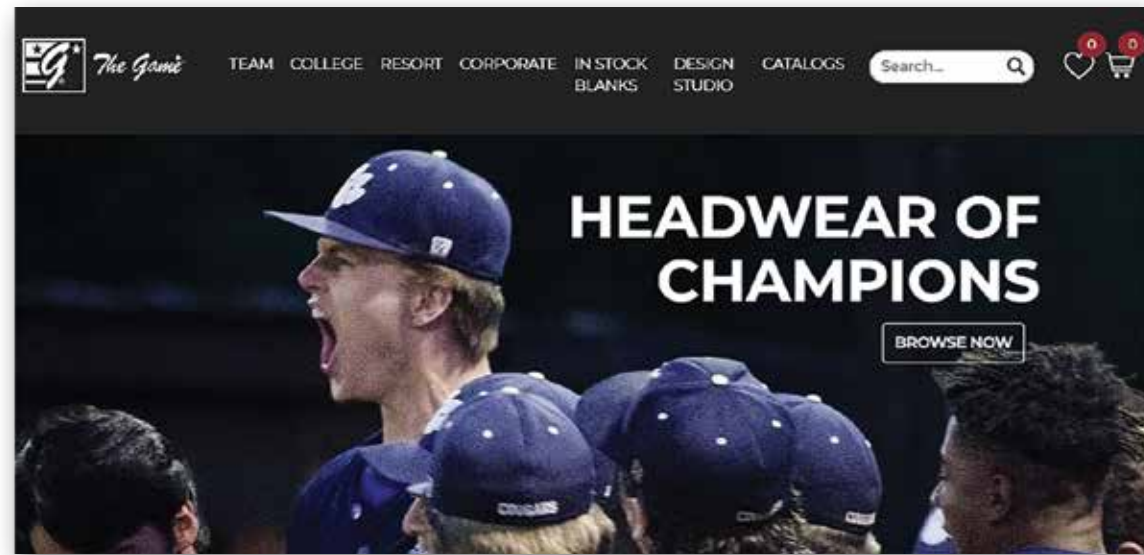 G
The Game
TEAM COLLEGE RESORT CORPORATE IN STOCK BLANKS DESIGN STUDIO CATALOGS Search... 0 0
HEADWEAR OF
CHAMPIONS
BROWSE NOW
COUGARS